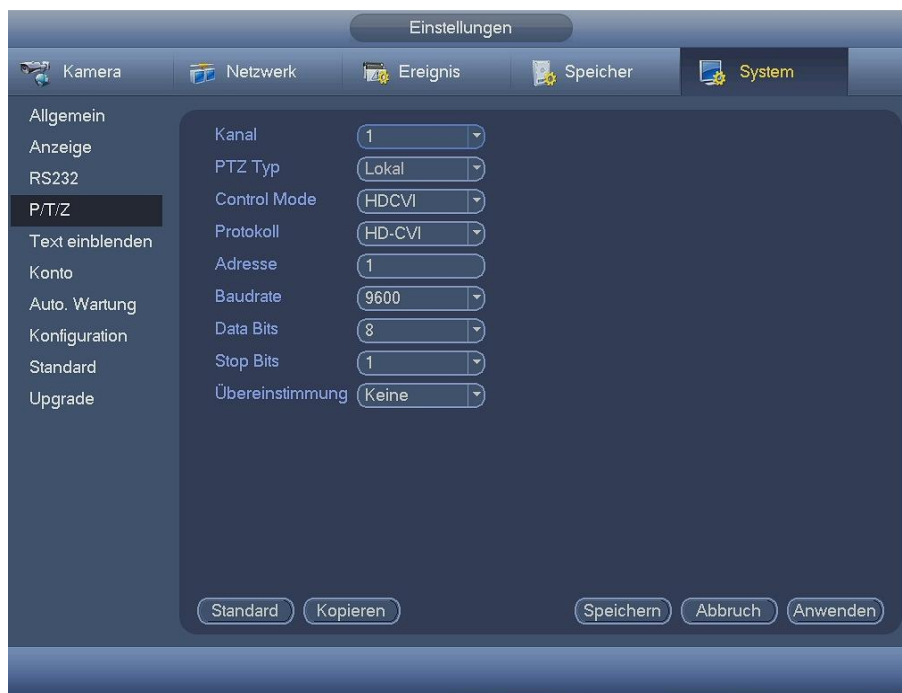 Einstellungen
Kamera Netzwerk Ereignis Speicher System
Allgemein
Anzeige
RS232
P/T/Z
Text einblenden
Konto
Auto. Wartung
Konfiguration
Standard
Upgrade
Kanal 1
PTZ Typ Lokal
Control Mode HDCVI
Protokoll HD-CVI
Adresse 1
Baudrate 9600
Data Bits 8
Stop Bits 1
Übereinstimmung Keine
Standard Kopieren Speichern Abbruch Anwenden